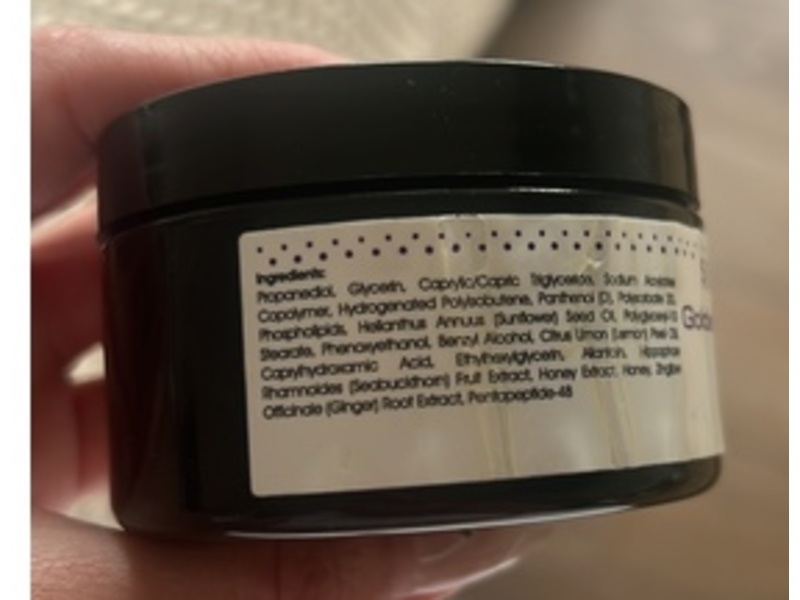 Ingredients:
Propanediol, Glycerin, Caprylic/Capric Triglyceride, Sodium Acrylates
Copolymer, Hydrogenated Polyisobutene, Panthenol (D), Polysorbate 20,
Phospholipids, Helianthus Annuus (Sunflower) Seed Oil, Polyglyceryl-10
Stearate, Phenoxyethanol, Benzyl Alcohol, Citrus Limon (Lemon) Peel Oil,
Caprylhydroxamic Acid, Ethylhexylglycerin, Allantoin, Hippophae
Rhamnoides (Seabuckthorn) Fruit Extract, Honey Extract, Honey, Zingiber
Officinale (Ginger) Root Extract, Pentapeptide-48